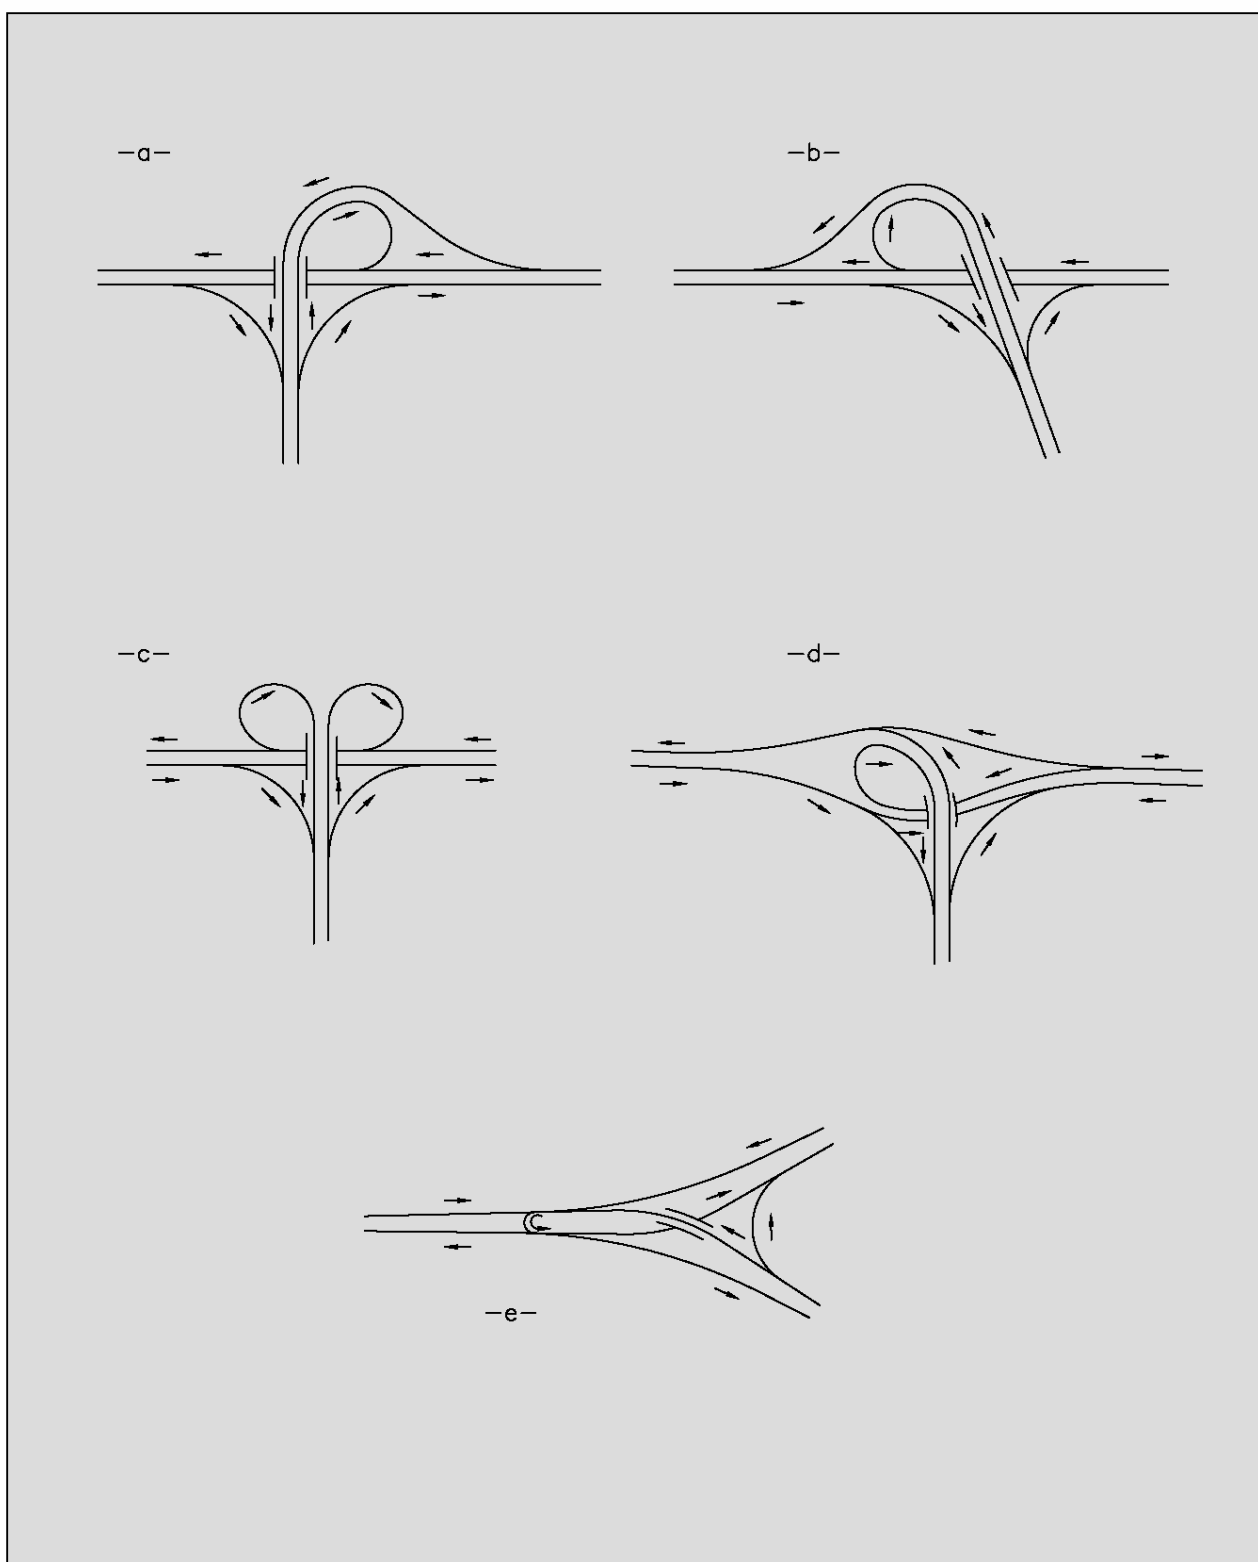 —a—
—b—
—c—
—d—
—e—